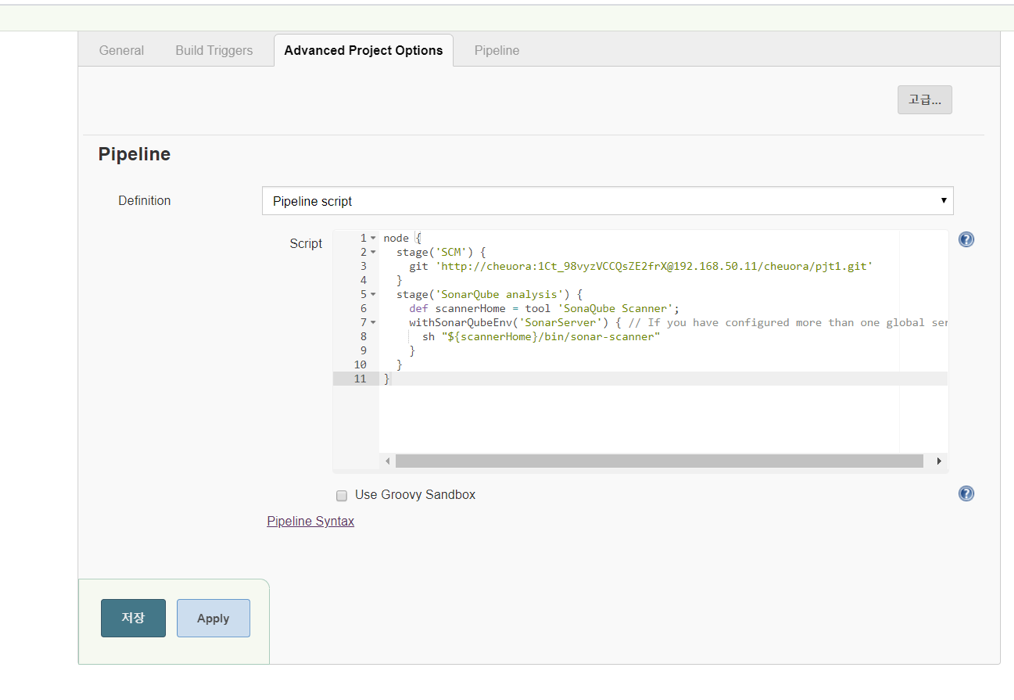 General Build Triggers Advanced Project Options Pipeline
고급...
Pipeline
Definition Pipeline script
Script
1 node {
2 stage('SCM') {
3 git 'http://cheuora:1Ct_98vyzVCCQsZE2frX@192.168.50.11/cheuora/pjt1.git'
4 }
5 stage('SonarQube analysis') {
6 def scannerHome = tool 'SonaQube Scanner';
7 withSonarQubeEnv('SonarServer') { // If you have configured more than one global ser
8 sh "${scannerHome}/bin/sonar-scanner"
9 }
10 }
11 }
Use Groovy Sandbox
Pipeline Syntax
저장 Apply